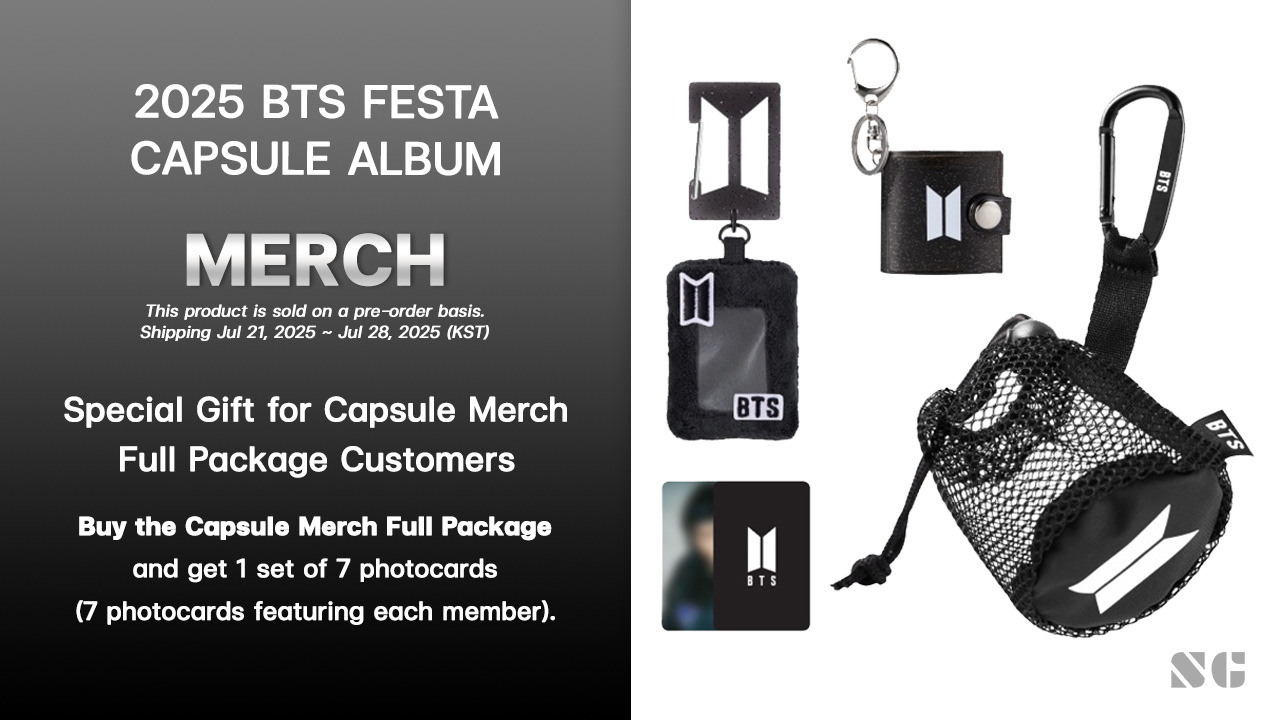 2025 BTS FESTA
CAPSULE ALBUM
MERCH
This product is sold on a pre-order basis.
Shipping Jul 21, 2025 ~ Jul 28, 2025 (KST)
Special Gift for Capsule Merch
Full Package Customers
Buy the Capsule Merch Full Package
and get 1 set of 7 photocards
(7 photocards featuring each member).
BTS
BTS
BTS
BTS
SG